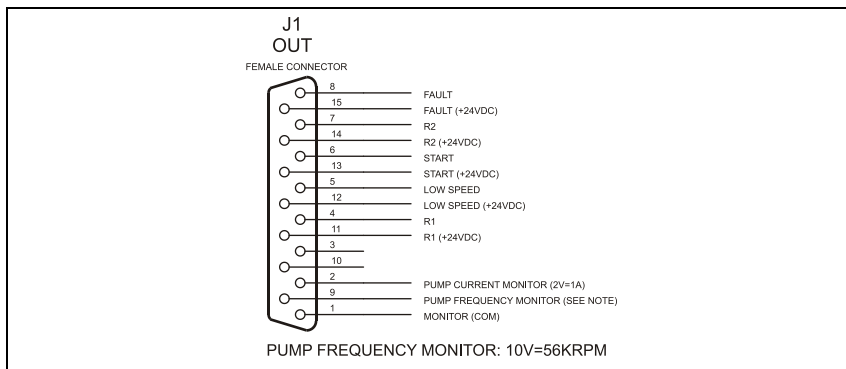 J1
OUT
FEMALE CONNECTOR
8 FAULT
15 FAULT (+24VDC)
7 R2
14 R2 (+24VDC)
6 START
13 START (+24VDC)
5 LOW SPEED
12 LOW SPEED (+24VDC)
4 R1
11 R1 (+24VDC)
3
10
2 PUMP CURRENT MONITOR (2V=1A)
9 PUMP FREQUENCY MONITOR (SEE NOTE)
1 MONITOR (COM)
PUMP FREQUENCY MONITOR: 10V=56KRPM